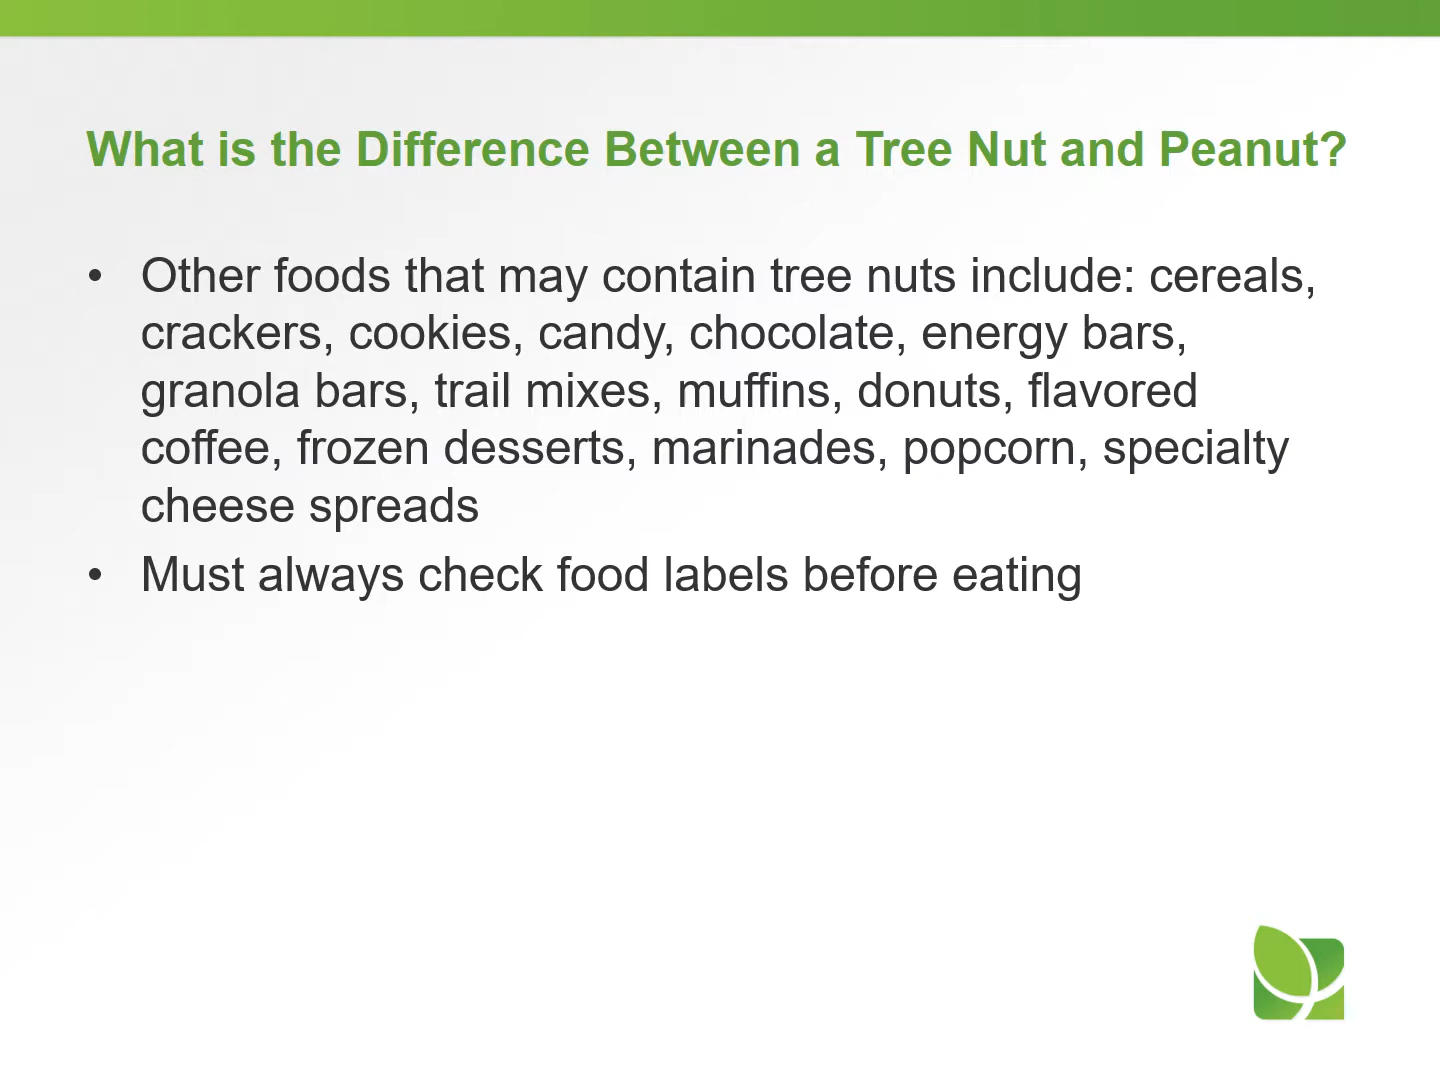 What is the Difference Between a Tree Nut and Peanut?
• Other foods that may contain tree nuts include: cereals,
crackers, cookies, candy, chocolate, energy bars,
granola bars, trail mixes, muffins, donuts, flavored
coffee, frozen desserts, marinades, popcorn, specialty
cheese spreads
• Must always check food labels before eating